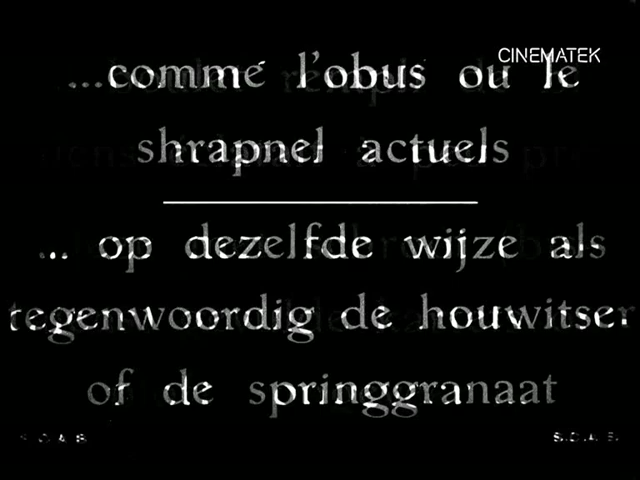 CINEMATEK
...comme l'obus ou le
shrapnel actuels
... op dezelfde wijze als
tegenwoordig de houwitser
of de springgranaat